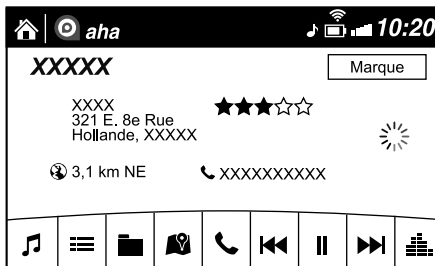 aha 10:20
XXXXX
Marque
XXXX
321 E. 8e Rue
Hollande, XXXXX
3,1 km NE
XXXXXXXXXX